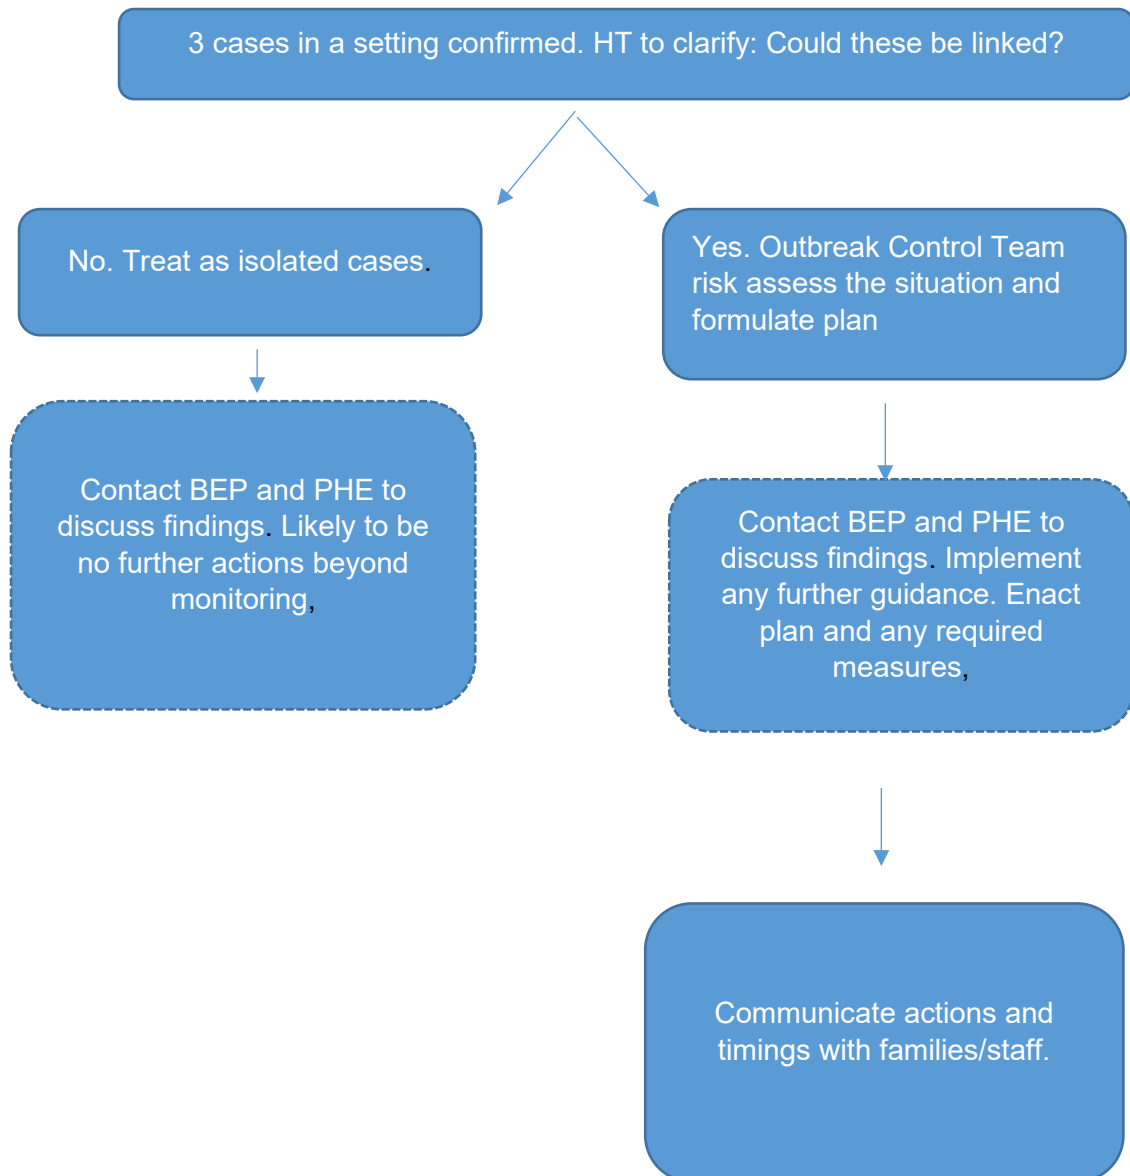 3 cases in a setting confirmed. HT to clarify: Could these be linked?
No. Treat as isolated cases.
Yes. Outbreak Control Team
risk assess the situation and
formulate plan
Contact BEP and PHE to
discuss findings. Likely to be
no further actions beyond
monitoring,
Contact BEP and PHE to
discuss findings. Implement
any further guidance. Enact
plan and any required
measures,
Communicate actions and
timings with families/staff.